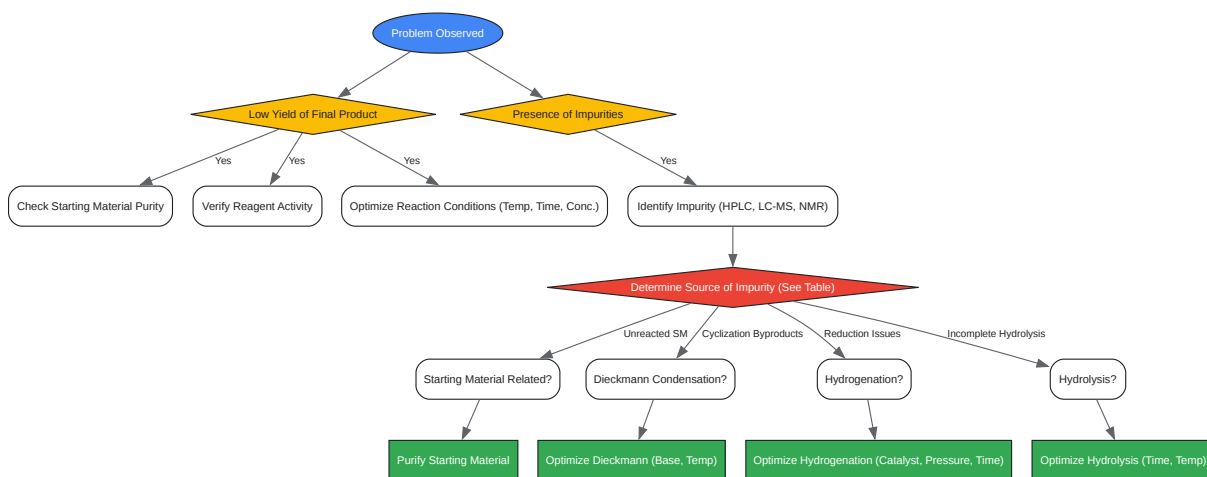 Problem Observed
Low Yield of Final Product
Presence of Impurities
Yes
Yes
Yes
Yes
Check Starting Material Purity
Verify Reagent Activity
Optimize Reaction Conditions (Temp, Time, Conc.)
Identify Impurity (HPLC, LC-MS, NMR)
Determine Source of Impurity (See Table)
Unreacted SM
Cyclization Byproducts
Reduction Issues
Incomplete Hydrolysis
Starting Material Related?
Dieckmann Condensation?
Hydrogenation?
Hydrolysis?
Purify Starting Material
Optimize Dieckmann (Base, Temp)
Optimize Hydrogenation (Catalyst, Pressure, Time)
Optimize Hydrolysis (Time, Temp)